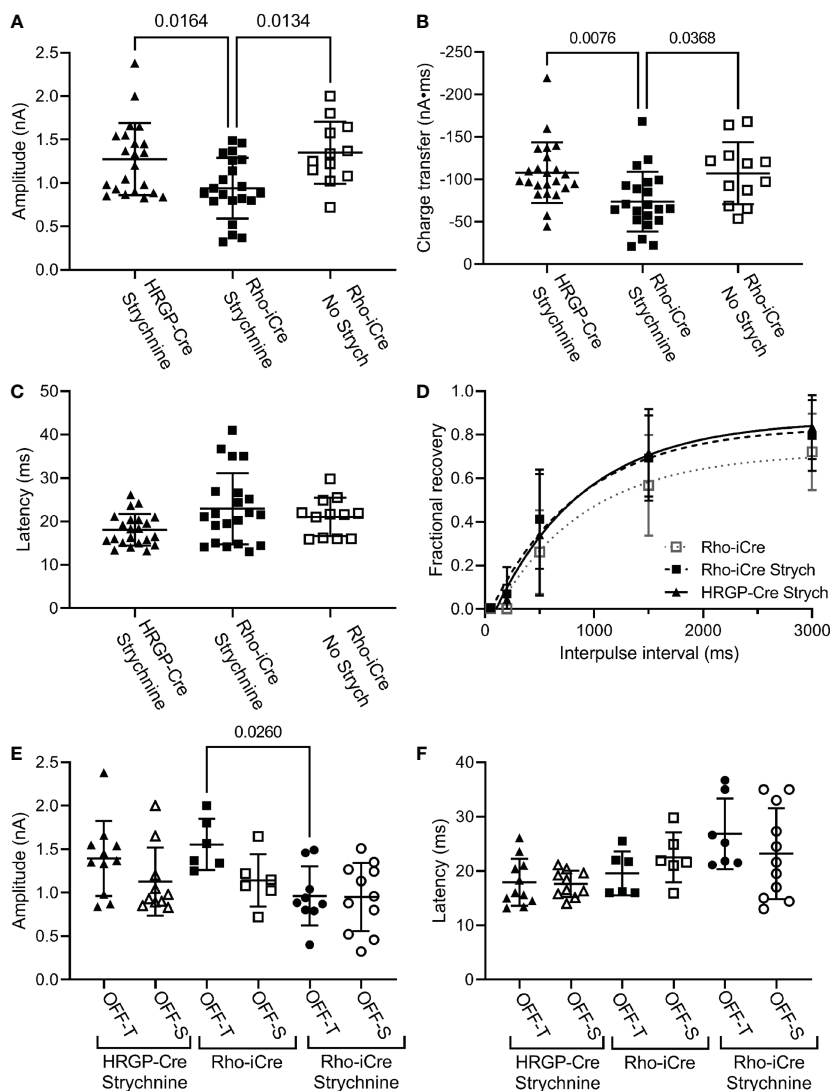 A
0.0164
0.0134
2.5
2.0
1.5
1.0
0.5
0.0
Amplitude (nA)
HRGP-Cre
Strychnine
Rho-iCre
Strychnine
Rho-iCre
No Strych
B
0.0076
0.0368
-250
-200
-150
-100
-50
0
Charge transfer (nA•ms)
HRGP-Cre
Strychnine
Rho-iCre
Strychnine
Rho-iCre
No Strych
C
50
40
30
20
10
0
Latency (ms)
HRGP-Cre
Strychnine
Rho-iCre
Strychnine
Rho-iCre
No Strych
D
1.0
0.8
0.6
0.4
0.2
0.0
Fractional recovery
Rho-iCre
Rho-iCre Strych
HRGP-Cre Strych
0 1000 2000 3000
Interpulse interval (ms)
E
0.0260
2.5
2.0
1.5
1.0
0.5
0.0
Amplitude (nA)
OFF-T OFF-S OFF-T OFF-S OFF-T OFF-S
HRGP-Cre
Strychnine
Rho-iCre
Rho-iCre
Strychnine
F
40
30
20
10
0
Latency (ms)
OFF-T OFF-S OFF-T OFF-S OFF-T OFF-S
HRGP-Cre
Strychnine
Rho-iCre
Rho-iCre
Strychnine